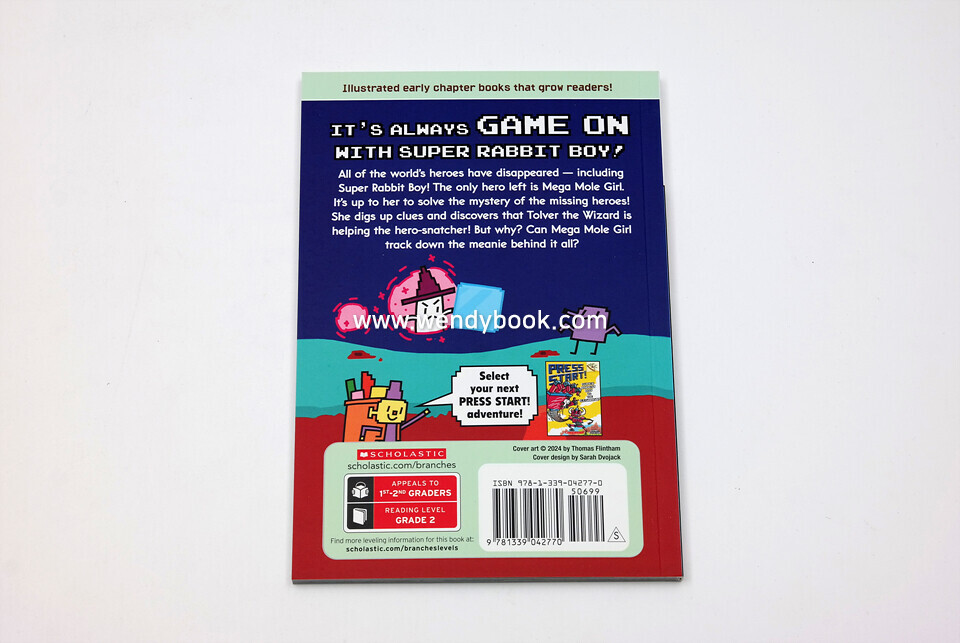 Illustrated early chapter books that grow readers!
IT'S ALWAYS GAME ON
WITH SUPER RABBIT BOY!
All of the world's heroes have disappeared — including
Super Rabbit Boy! The only hero left is Mega Mole Girl.
It's up to her to solve the mystery of the missing heroes!
She digs up clues and discovers that Tolver the Wizard is
helping the hero-snatcher! But why? Can Mega Mole Girl
track down the meanie behind it all?
www.wendybook.com
Select
your next
PRESS START!
adventure!
PRESS
START!
SCHOLASTIC
scholastic.com/branches
APPEALS TO
1ST–2ND GRADERS
READING LEVEL
GRADE 2
Find more leveling information for this book at:
scholastic.com/brancheslevels
Cover art © 2024 by Thomas Flintham
Cover design by Sarah Dvojack
ISBN 978-1-339-04277-0
50699
9 781339 042770
S